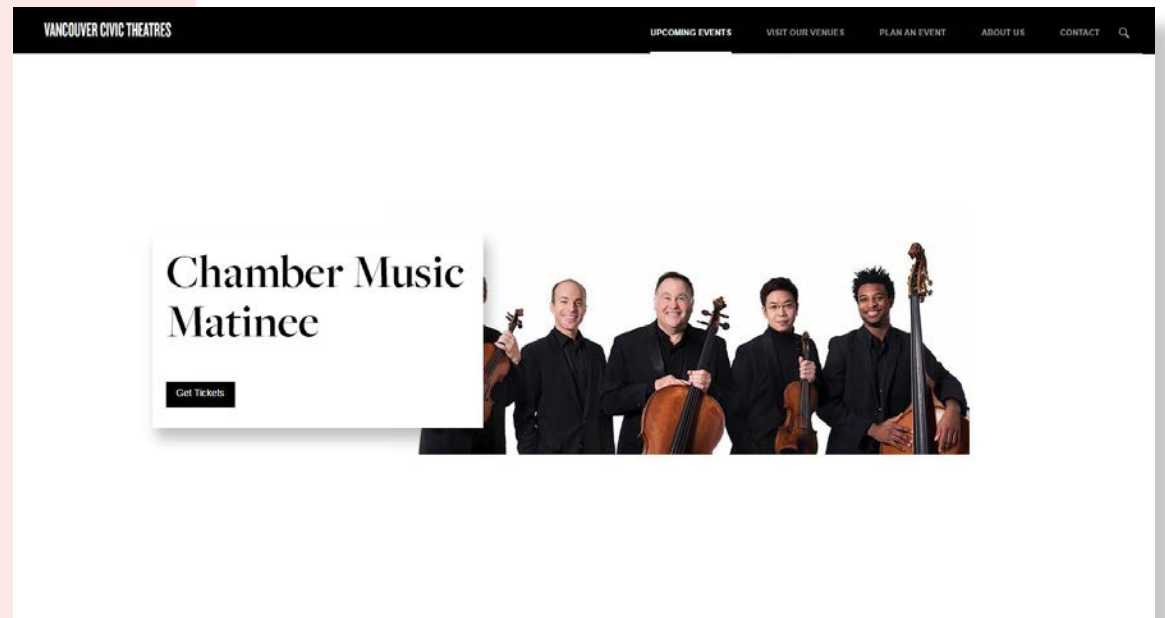 VANCOUVER CIVIC THEATRES
UPCOMING EVENTS
VISIT OUR VENUES
PLAN AN EVENT
ABOUT US
CONTACT
Chamber Music
Matinee
Get Tickets